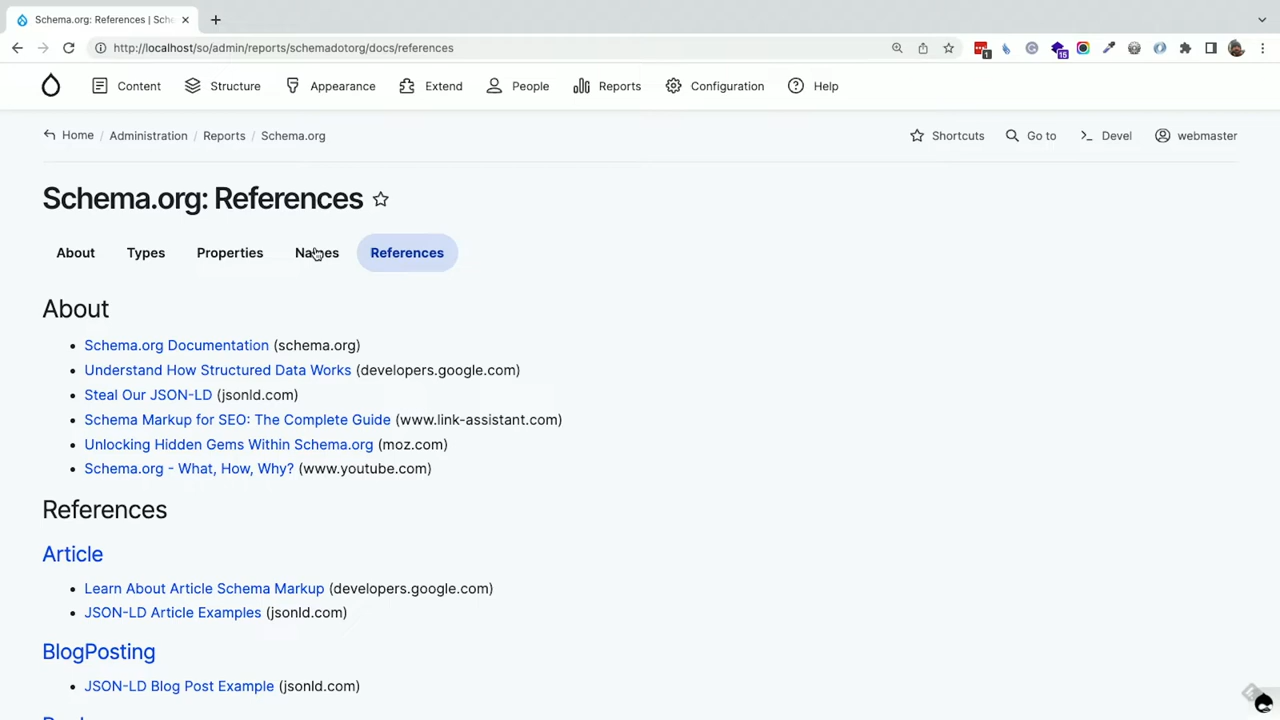 Schema.org: References | Sche
http://localhost/so/admin/reports/schemadotorg/docs/references
1
15
Content
Structure
Appearance
Extend
People
Reports
Configuration
Help
Home / Administration / Reports / Schema.org
Shortcuts
Go to
Devel
webmaster
Schema.org: References
About
Types
Properties
Names
References
About
• Schema.org Documentation (schema.org)
• Understand How Structured Data Works (developers.google.com)
• Steal Our JSON-LD (jsonld.com)
• Schema Markup for SEO: The Complete Guide (www.link-assistant.com)
• Unlocking Hidden Gems Within Schema.org (moz.com)
• Schema.org - What, How, Why? (www.youtube.com)
References
Article
• Learn About Article Schema Markup (developers.google.com)
• JSON-LD Article Examples (jsonld.com)
BlogPosting
• JSON-LD Blog Post Example (jsonld.com)